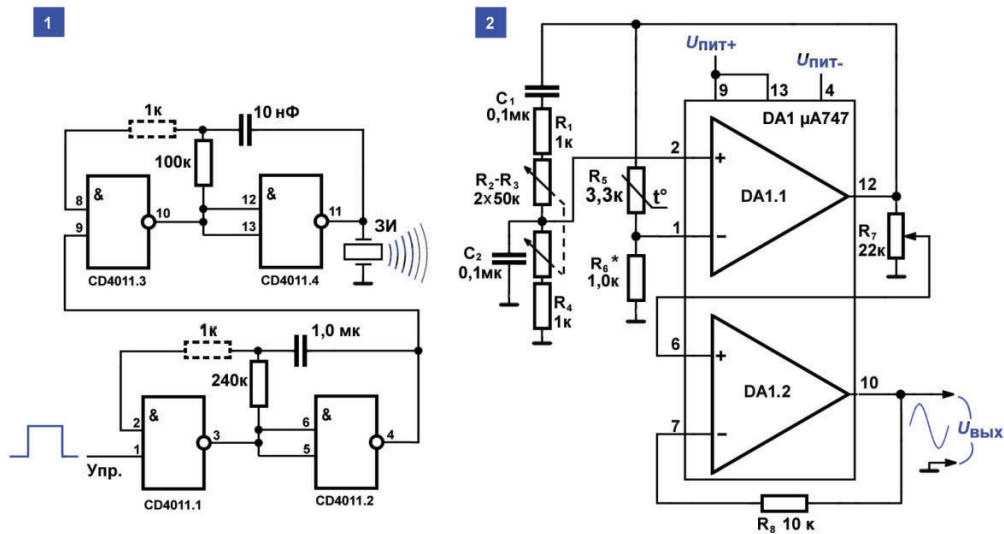 1
1к
10 нФ
100к
&
8
9
10
CD4011.3
&
12
13
11
CD4011.4
ЗИ
1к
1,0 мк
240к
&
2
1
3
Упр.
CD4011.1
&
6
5
4
CD4011.2
2
Uпит+
Uпит-
9
13
4
DA1 µA747
C1
0,1мк
R1
1к
R2-R3
2×50к
C2
0,1мк
R4
1к
R5
3,3к
t°
R6*
1,0к
2
+
1
−
DA1.1
12
R7
22к
6
+
7
−
DA1.2
10
Uвых
R8 10 к